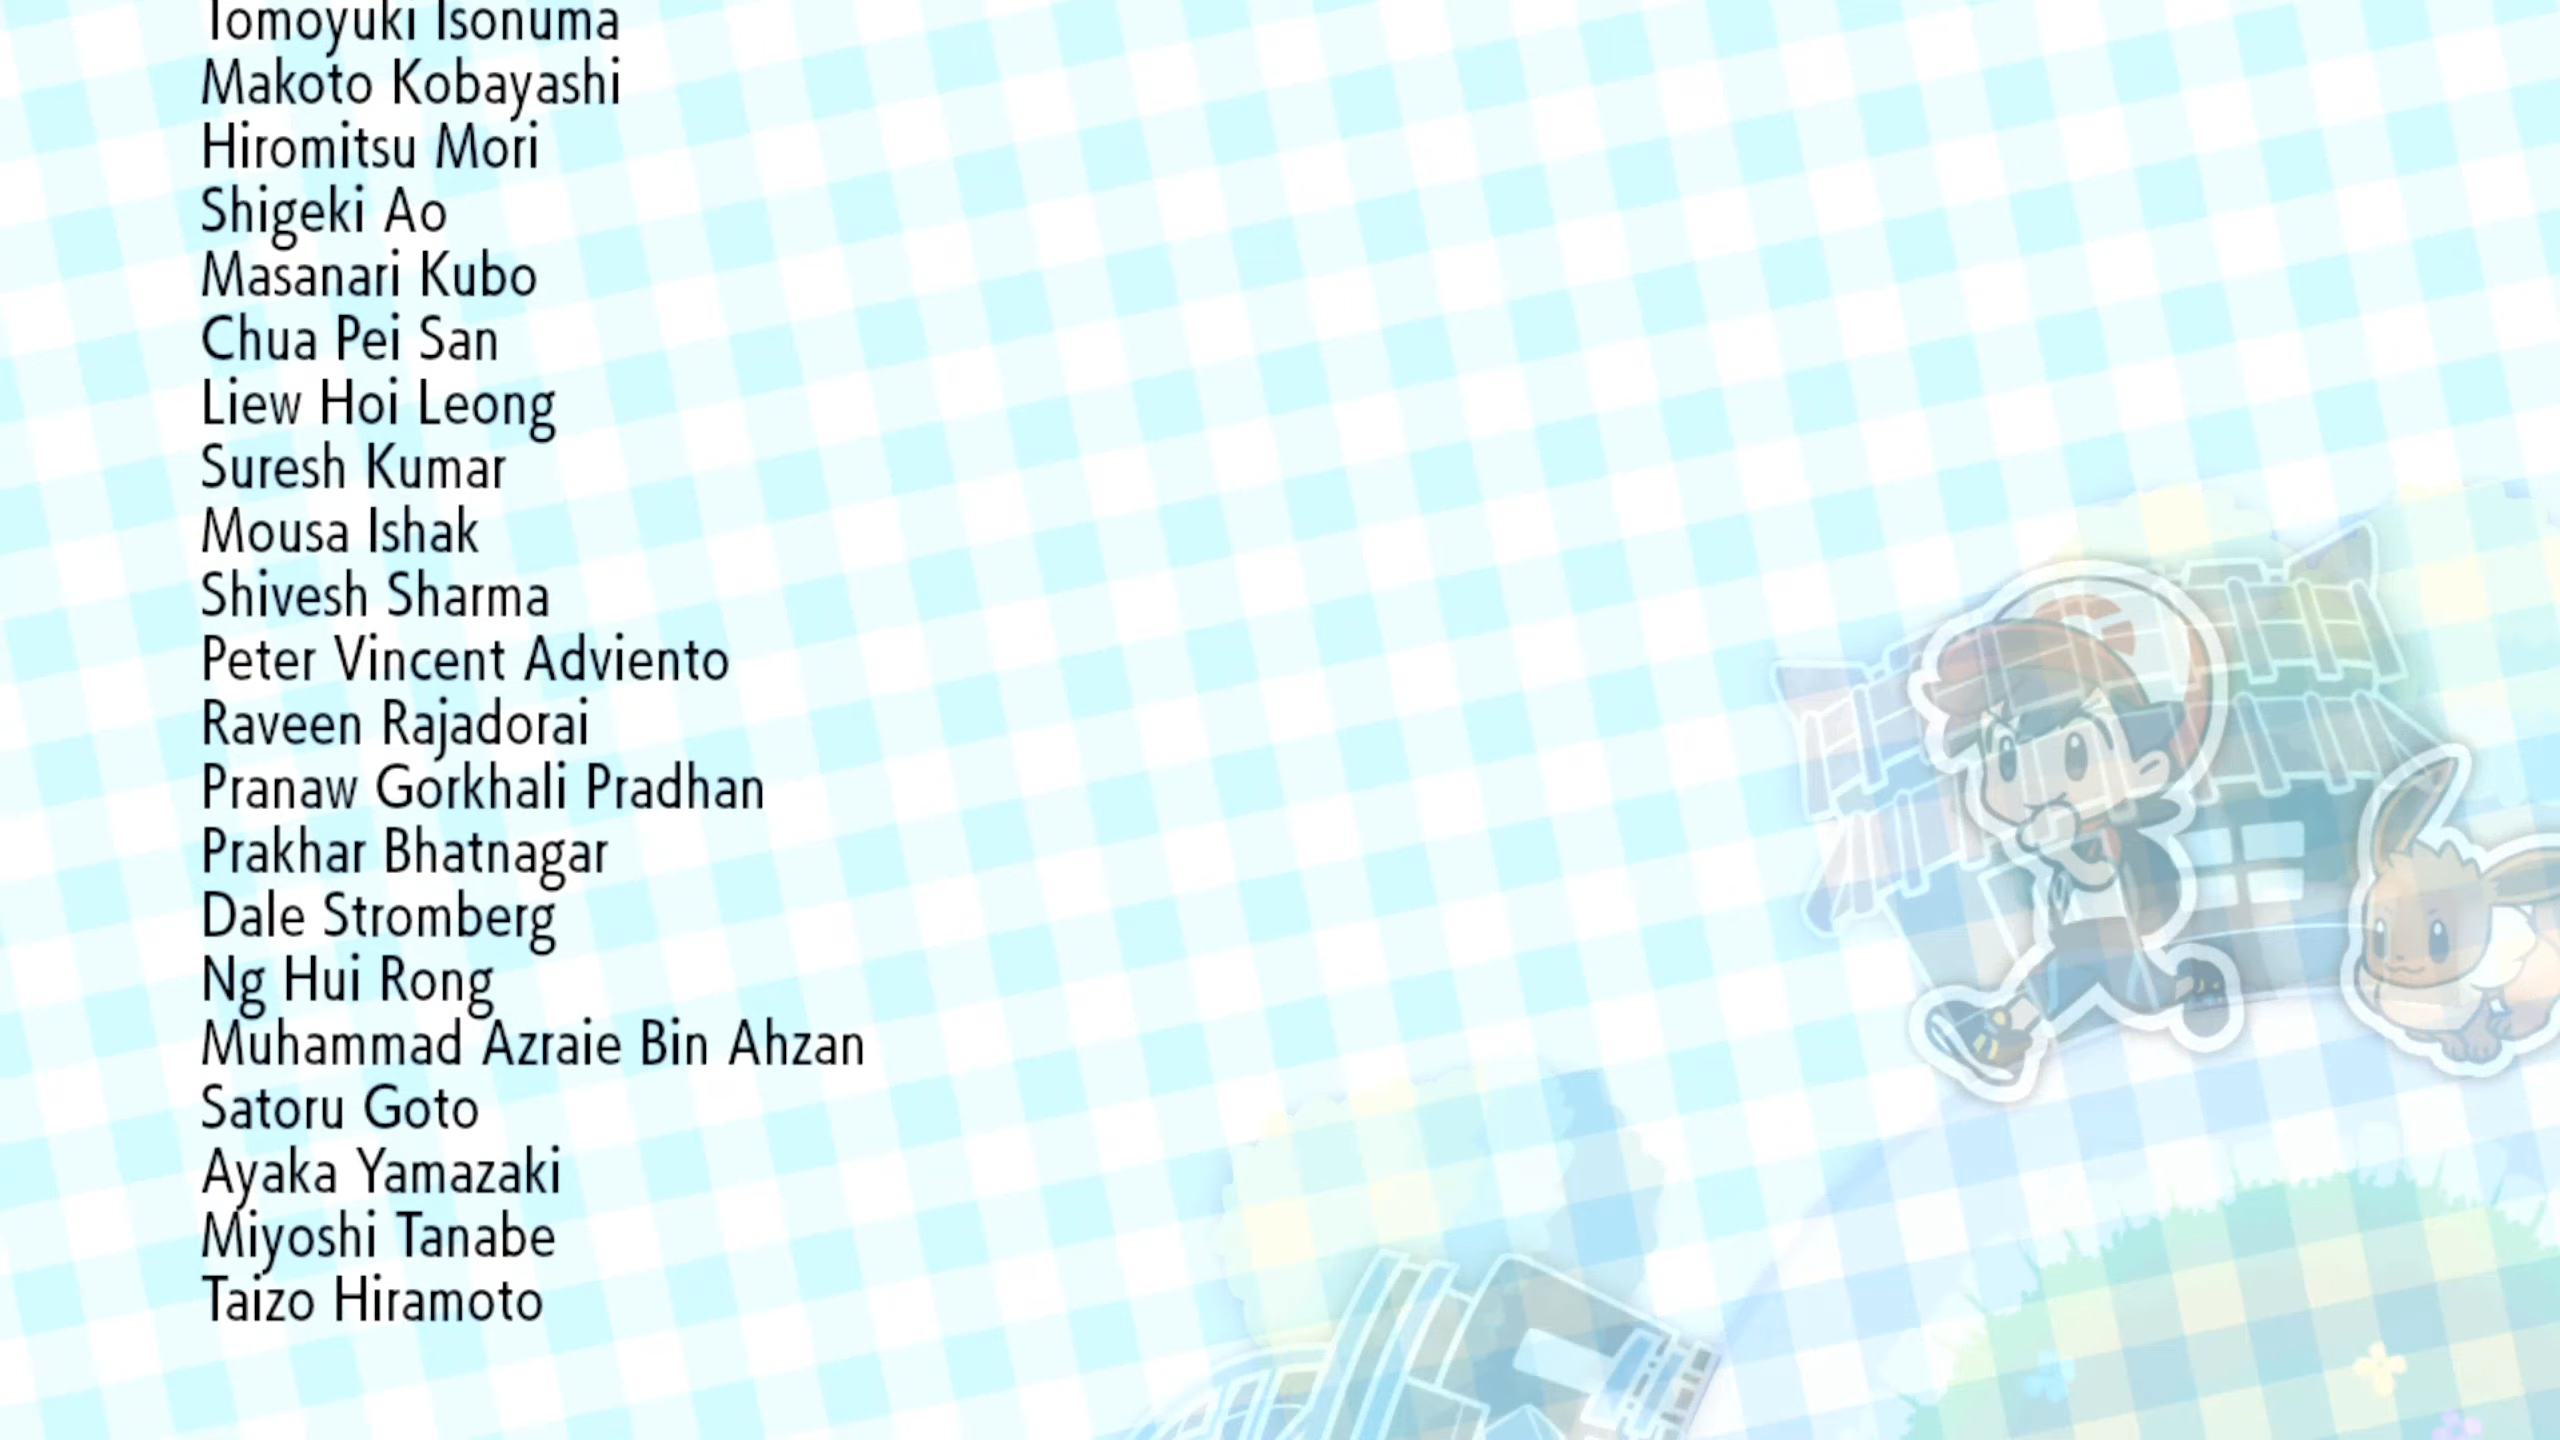 Tomoyuki Isonuma
Makoto Kobayashi
Hiromitsu Mori
Shigeki Ao
Masanari Kubo
Chua Pei San
Liew Hoi Leong
Suresh Kumar
Mousa Ishak
Shivesh Sharma
Peter Vincent Adviento
Raveen Rajadorai
Pranaw Gorkhali Pradhan
Prakhar Bhatnagar
Dale Stromberg
Ng Hui Rong
Muhammad Azraie Bin Ahzan
Satoru Goto
Ayaka Yamazaki
Miyoshi Tanabe
Taizo Hiramoto